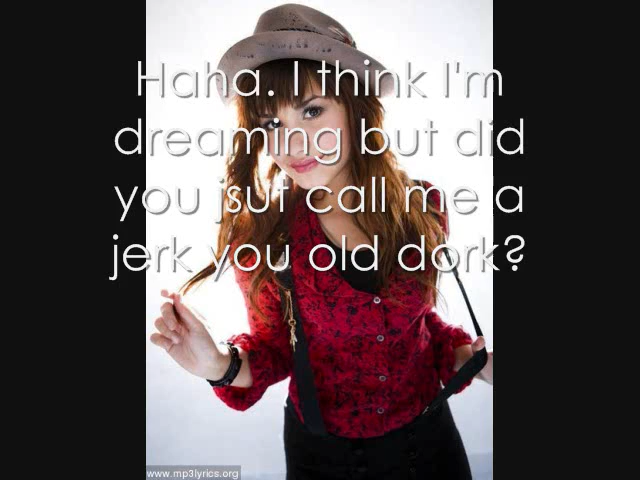 Haha. I think I'm
dreaming but did
you jsut call me a
jerk you old dork?
www.mp3lyrics.org